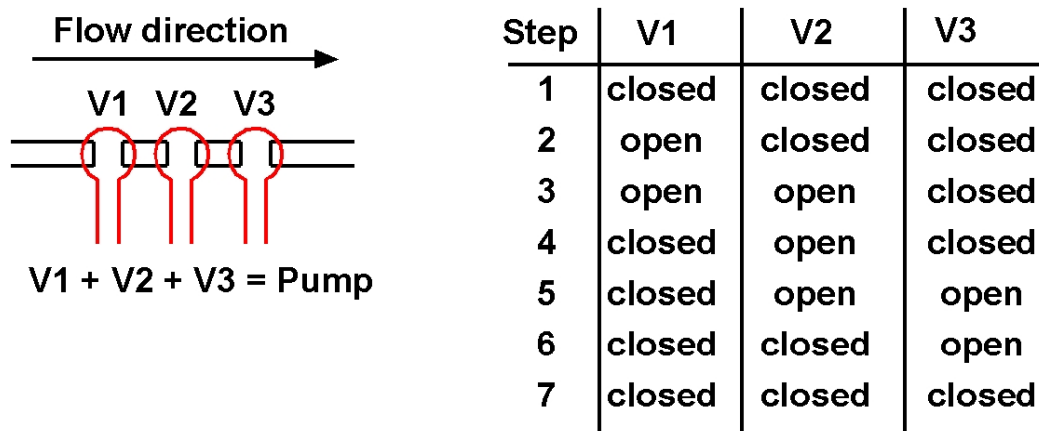 Flow direction
V1 V2 V3
V1 + V2 + V3 = Pump
Step V1 V2 V3
1 closed closed closed
2 open closed closed
3 open open closed
4 closed open closed
5 closed open open
6 closed closed open
7 closed closed closed